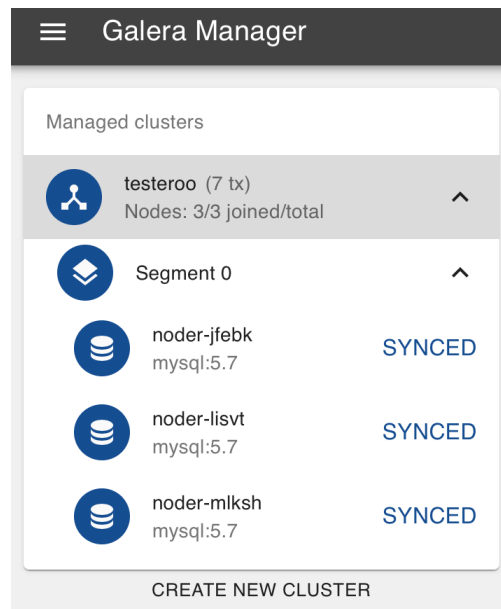 Galera Manager
Managed clusters
testeroo (7 tx)
Nodes: 3/3 joined/total
Segment 0
noder-jfebk
mysql:5.7
SYNCED
noder-lisvt
mysql:5.7
SYNCED
noder-mlksh
mysql:5.7
SYNCED
CREATE NEW CLUSTER